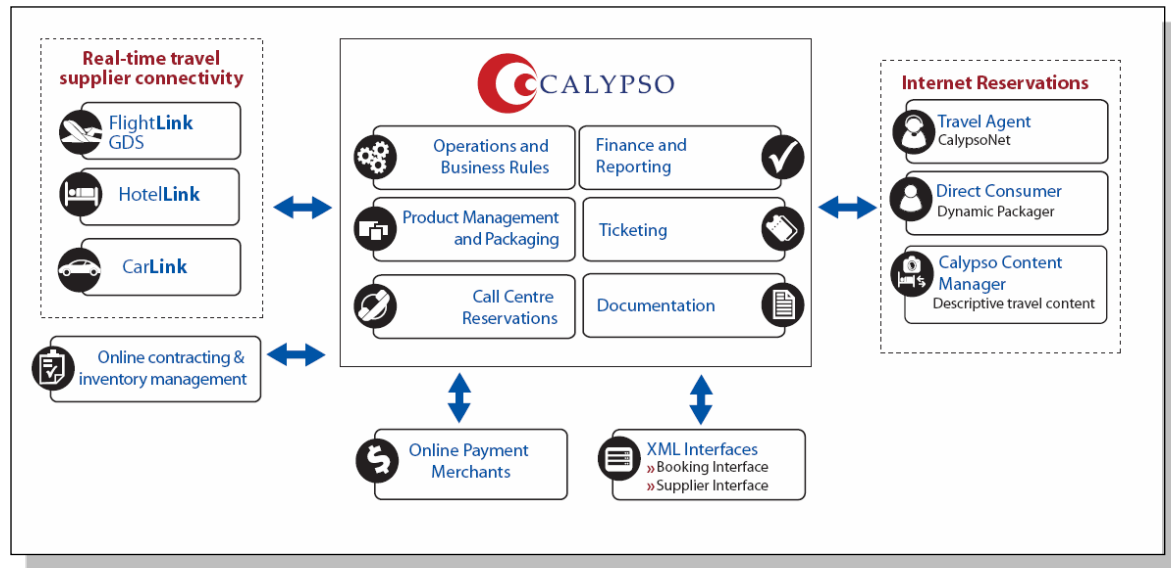 Real-time travel
supplier connectivity
FlightLink
GDS
HotelLink
CarLink
Online contracting &
inventory management
CALYPSO
Operations and
Business Rules
Finance and
Reporting
Product Management
and Packaging
Ticketing
Call Centre
Reservations
Documentation
Online Payment
Merchants
XML Interfaces
»Booking Interface
»Supplier Interface
Internet Reservations
Travel Agent
CalypsoNet
Direct Consumer
Dynamic Packager
Calypso Content
Manager
Descriptive travel content